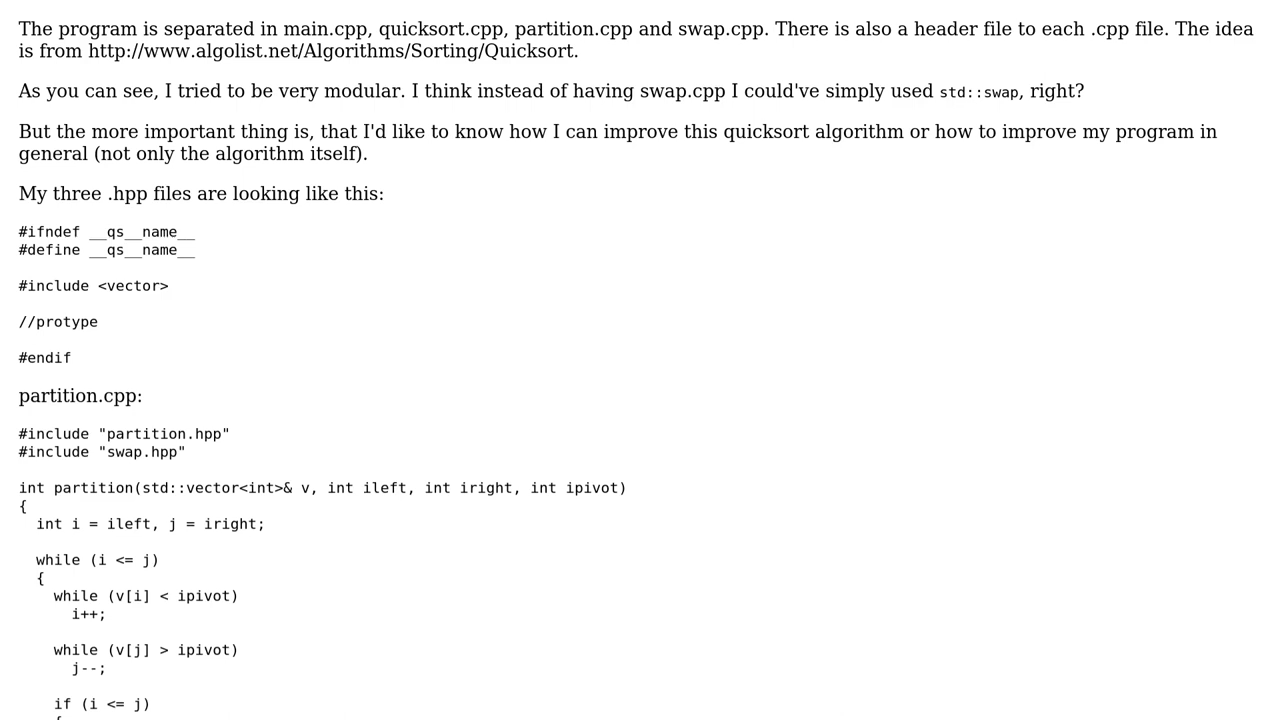 The program is separated in main.cpp, quicksort.cpp, partition.cpp and swap.cpp. There is also a header file to each .cpp file. The idea
is from http://www.algolist.net/Algorithms/Sorting/Quicksort.
As you can see, I tried to be very modular. I think instead of having swap.cpp I could've simply used std::swap, right?
But the more important thing is, that I'd like to know how I can improve this quicksort algorithm or how to improve my program in
general (not only the algorithm itself).
My three .hpp files are looking like this:
#ifndef __qs__name__
#define __qs__name__
#include <vector>
//protype
#endif
partition.cpp:
#include "partition.hpp"
#include "swap.hpp"
int partition(std::vector<int>& v, int ileft, int iright, int ipivot)
{
  int i = ileft, j = iright;
  while (i <= j)
  {
    while (v[i] < ipivot)
      i++;
    while (v[j] > ipivot)
      j--;
    if (i <= j)
    {